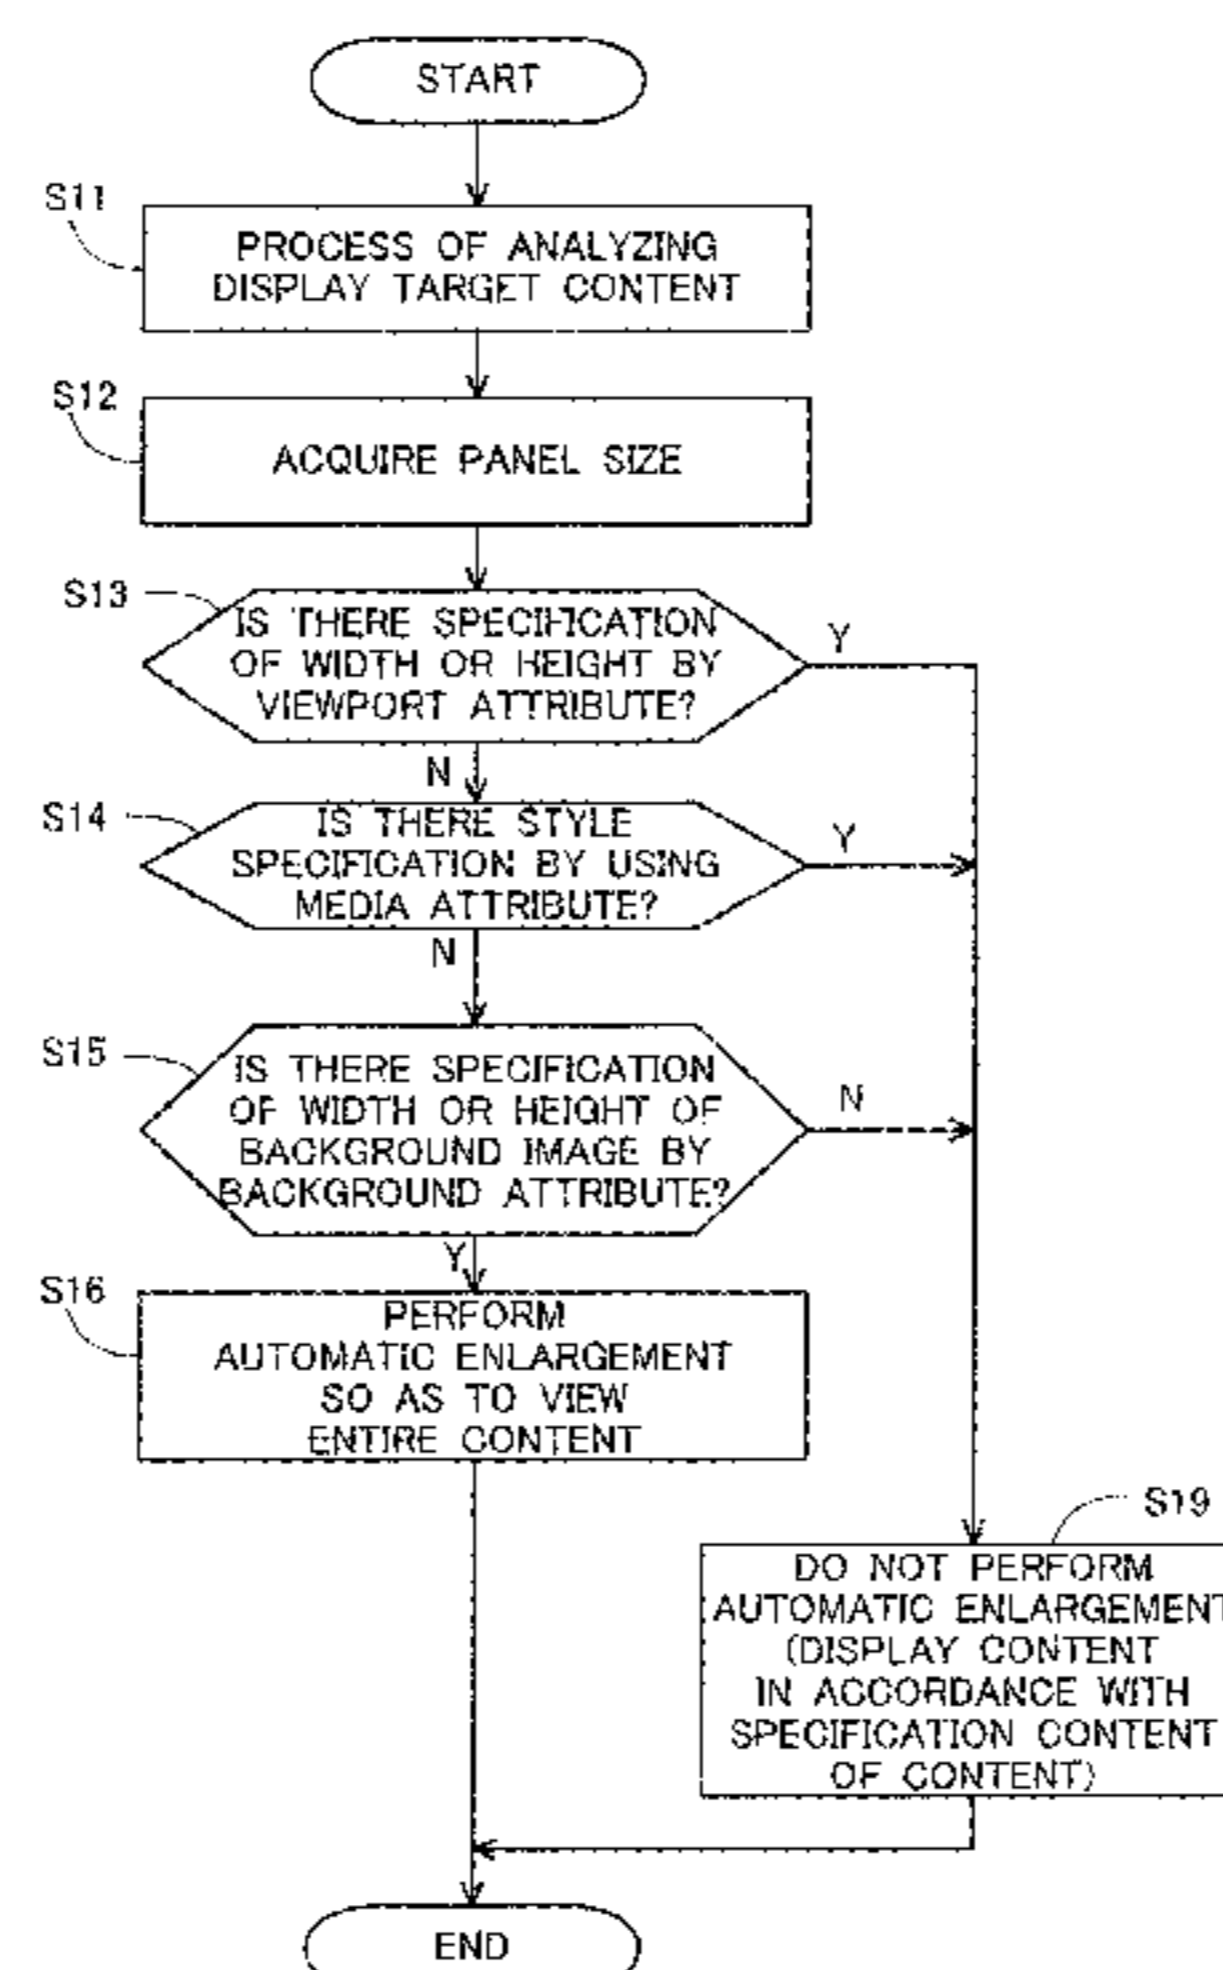 START
S11
PROCESS OF ANALYZING
DISPLAY TARGET CONTENT
S12
ACQUIRE PANEL SIZE
S13
IS THERE SPECIFICATION
OF WIDTH OR HEIGHT BY
VIEWPORT ATTRIBUTE?
Y
N
S14
IS THERE STYLE
SPECIFICATION BY USING
MEDIA ATTRIBUTE?
Y
N
S15
IS THERE SPECIFICATION
OF WIDTH OR HEIGHT OF
BACKGROUND IMAGE BY
BACKGROUND ATTRIBUTE?
N
Y
S16
PERFORM
AUTOMATIC ENLARGEMENT
SO AS TO VIEW
ENTIRE CONTENT
S19
DO NOT PERFORM
AUTOMATIC ENLARGEMENT
(DISPLAY CONTENT
IN ACCORDANCE WITH
SPECIFICATION CONTENT
OF CONTENT)
END